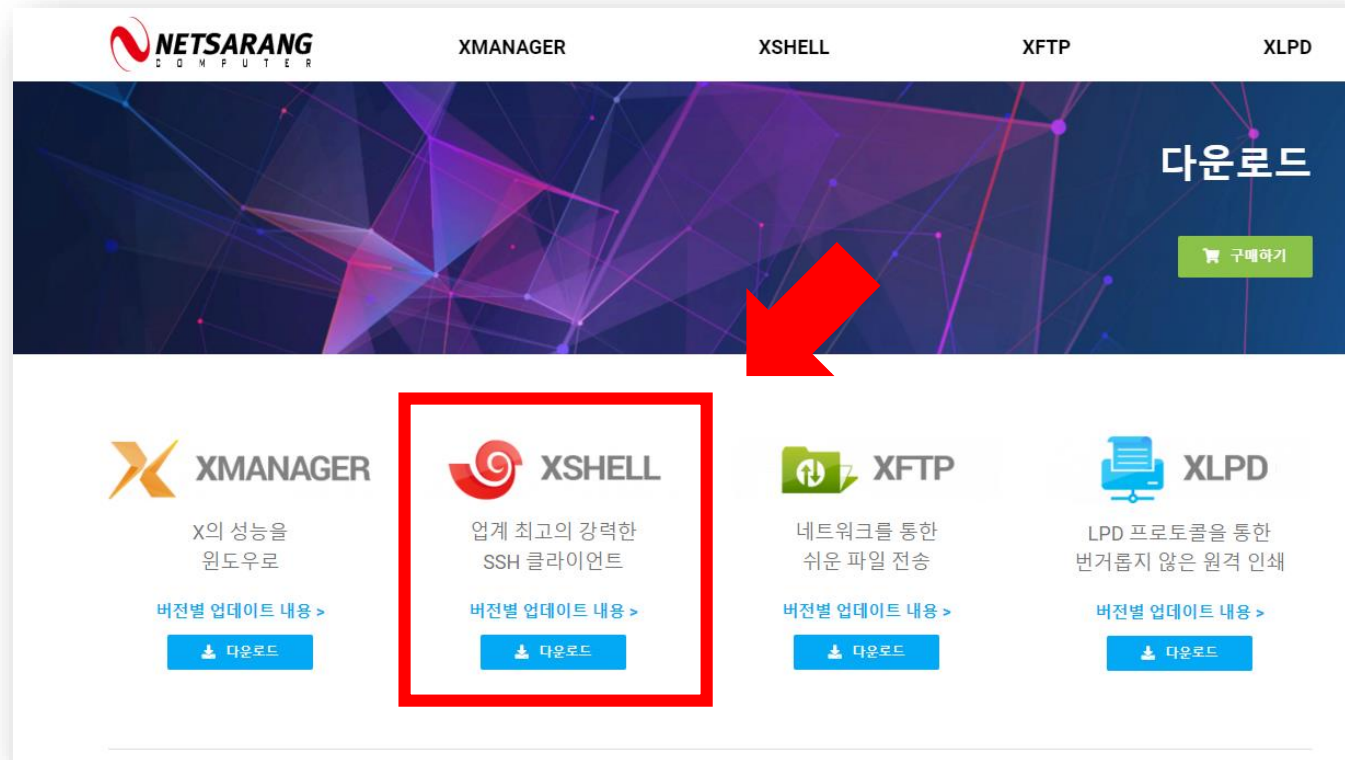 NETSARANG
COMPUTER
XMANAGER
XSHELL
XFTP
XLPD
다운로드
구매하기
XMANAGER
X의 성능을
윈도우로
버전별 업데이트 내용 >
다운로드
XSHELL
업계 최고의 강력한
SSH 클라이언트
버전별 업데이트 내용 >
다운로드
XFTP
네트워크를 통한
쉬운 파일 전송
버전별 업데이트 내용 >
다운로드
XLPD
LPD 프로토콜을 통한
번거롭지 않은 원격 인쇄
버전별 업데이트 내용 >
다운로드